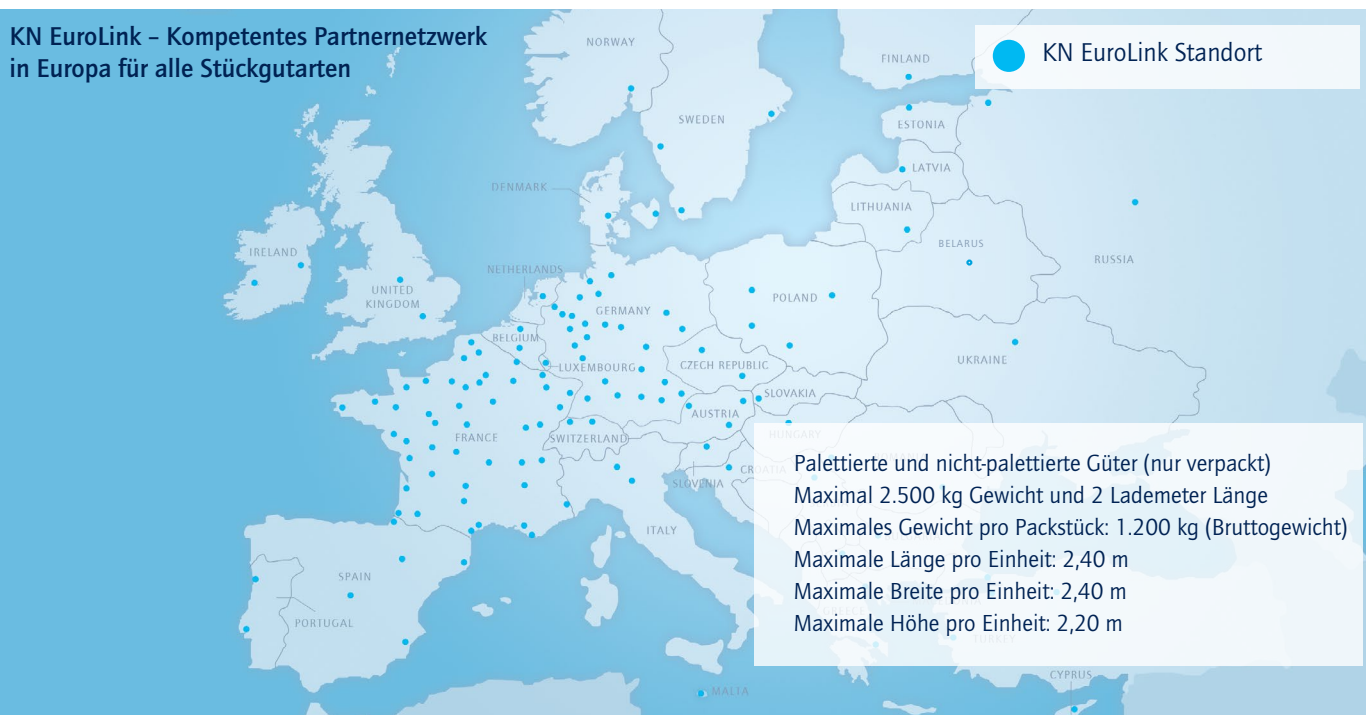 KN EuroLink – Kompetentes Partnernetzwerk
in Europa für alle Stückgutarten
KN EuroLink Standort
NORWAY
FINLAND
SWEDEN
ESTONIA
LATVIA
DENMARK
LITHUANIA
BELARUS
RUSSIA
IRELAND
NETHERLANDS
UNITED
KINGDOM
GERMANY
POLAND
BELGIUM
UKRAINE
LUXEMBOURG
CZECH REPUBLIC
SLOVAKIA
AUSTRIA
FRANCE
SWITZERLAND
HUNGARY
SLOVENIA
CROATIA
ITALY
SPAIN
PORTUGAL
GREECE
TURKEY
CYPRUS
MALTA
Palettierte und nicht-palettierte Güter (nur verpackt)
Maximal 2.500 kg Gewicht und 2 Lademeter Länge
Maximales Gewicht pro Packstück: 1.200 kg (Bruttogewicht)
Maximale Länge pro Einheit: 2,40 m
Maximale Breite pro Einheit: 2,40 m
Maximale Höhe pro Einheit: 2,20 m